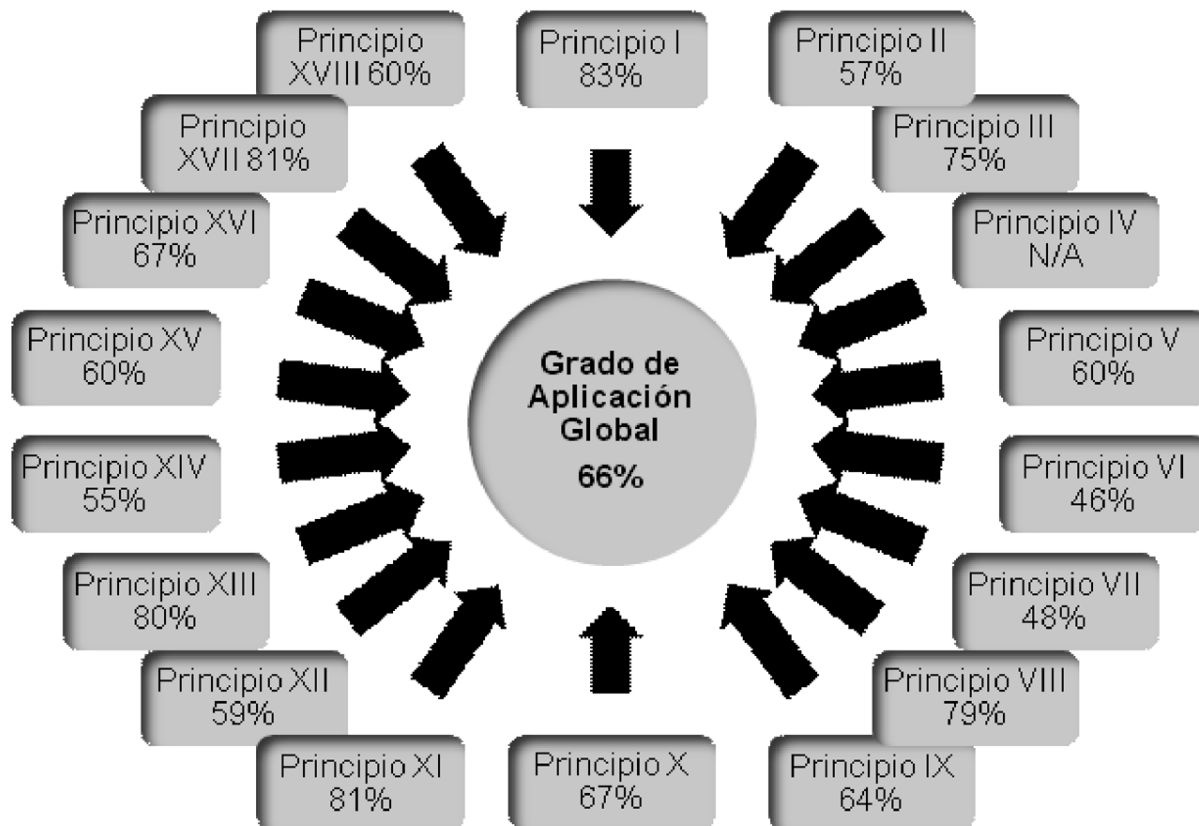 Principio I
83%
Principio II
57%
Principio III
75%
Principio IV
N/A
Principio V
60%
Principio VI
46%
Principio VII
48%
Principio VIII
79%
Principio IX
64%
Principio X
67%
Principio XI
81%
Principio XII
59%
Principio XIII
80%
Principio XIV
55%
Principio XV
60%
Principio XVI
67%
Principio
XVII 81%
Principio
XVIII 60%
Grado de
Aplicación
Global
66%